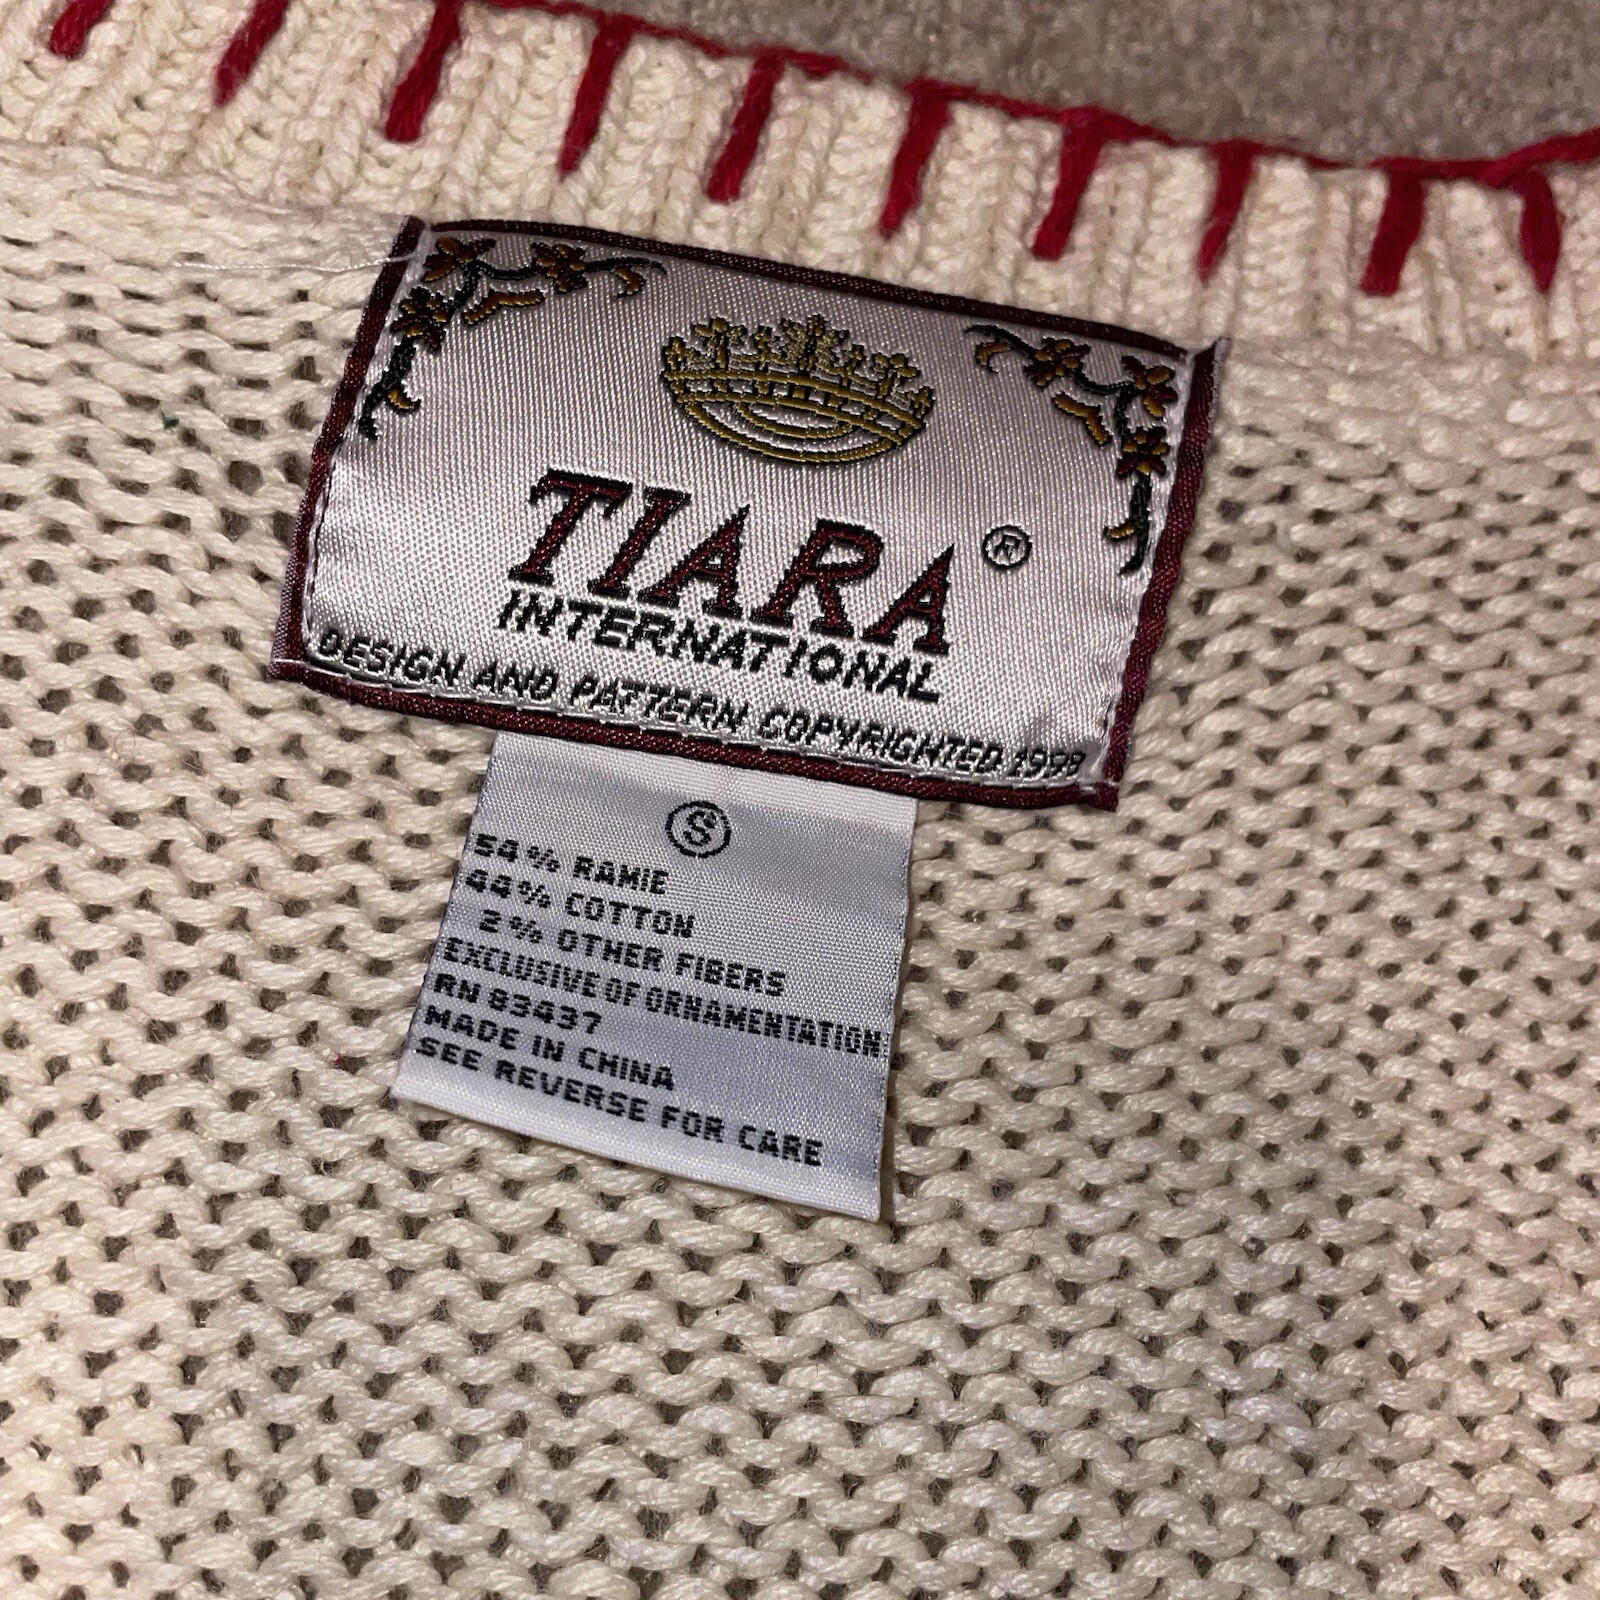 TIARA ®
INTERNATIONAL
DESIGN AND PATTERN COPYRIGHTED 1998
S
54% RAMIE
44% COTTON
2% OTHER FIBERS
EXCLUSIVE OF ORNAMENTATION
RN 83437
MADE IN CHINA
SEE REVERSE FOR CARE